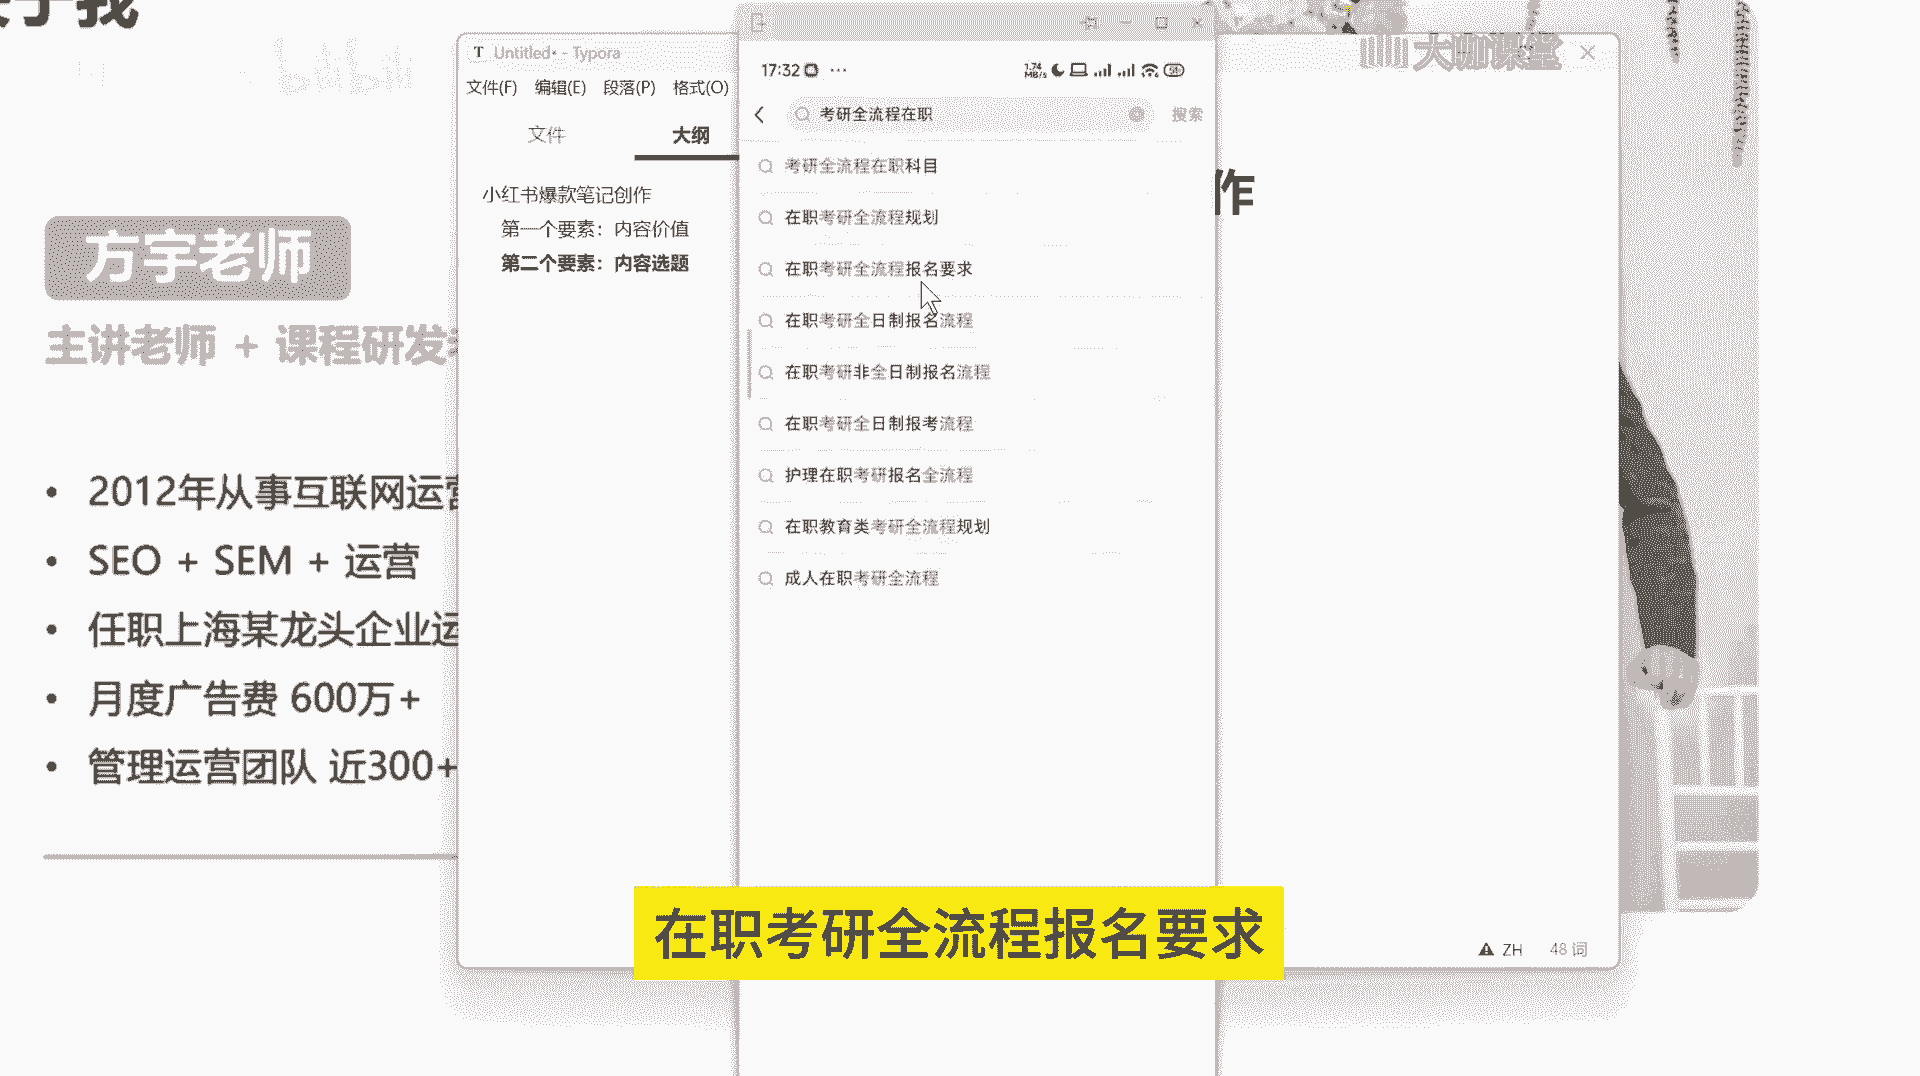 于我
bilibili
大咖课堂
方宇老师
主讲老师 + 课程研发
• 2012年从事互联网运营
• SEO + SEM + 运营
• 任职上海某龙头企业运
• 月度广告费 600万+
• 管理运营团队 近300+
T Untitled• - Typora
文件(F) 编辑(E) 段落(P) 格式(O)
文件 大纲
小红书爆款笔记创作
第一个要素：内容价值
第二个要素：内容选题
作
17:32 ···
1.74 MB/s
考研全流程在职 搜索
考研全流程在职科目
在职考研全流程规划
在职考研全流程报名要求
在职考研全日制报名流程
在职考研非全日制报名流程
在职考研全日制报考流程
护理在职考研报名全流程
在职教育类考研全流程规划
成人在职考研全流程
ZH 48 词
在职考研全流程报名要求